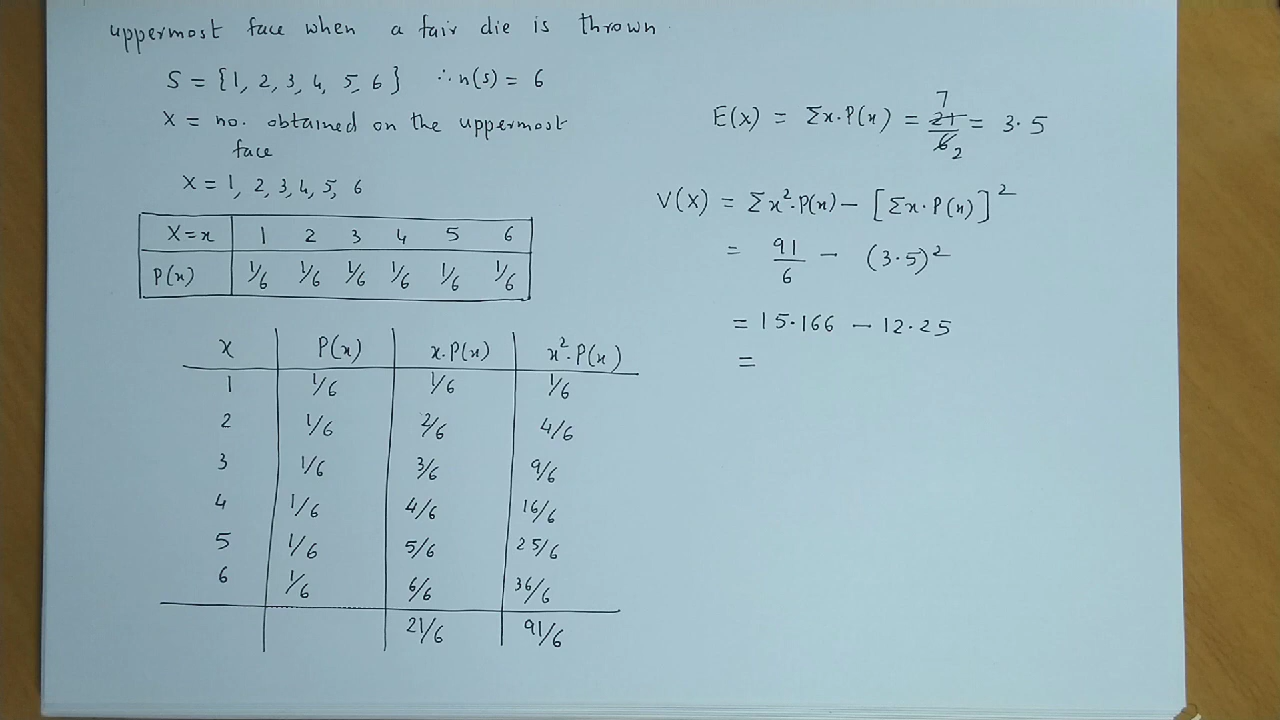 uppermost face when a fair die is thrown
S = {1, 2, 3, 4, 5, 6} ∴ n(s) = 6
X = no. obtained on the uppermost
face
X = 1, 2, 3, 4, 5, 6
X=x 1 2 3 4 5 6
P(x) 1/6 1/6 1/6 1/6 1/6 1/6
X P(x) x.P(x) x².P(x)
1 1/6 1/6 1/6
2 1/6 2/6 4/6
3 1/6 3/6 9/6
4 1/6 4/6 16/6
5 1/6 5/6 25/6
6 1/6 6/6 36/6
21/6 91/6
7
E(x) = Σx.P(x) = 21/6 = 3.5
2
V(X) = Σx².P(x) – [Σx.P(x)]²
= 91/6 – (3.5)²
= 15.166 – 12.25
=